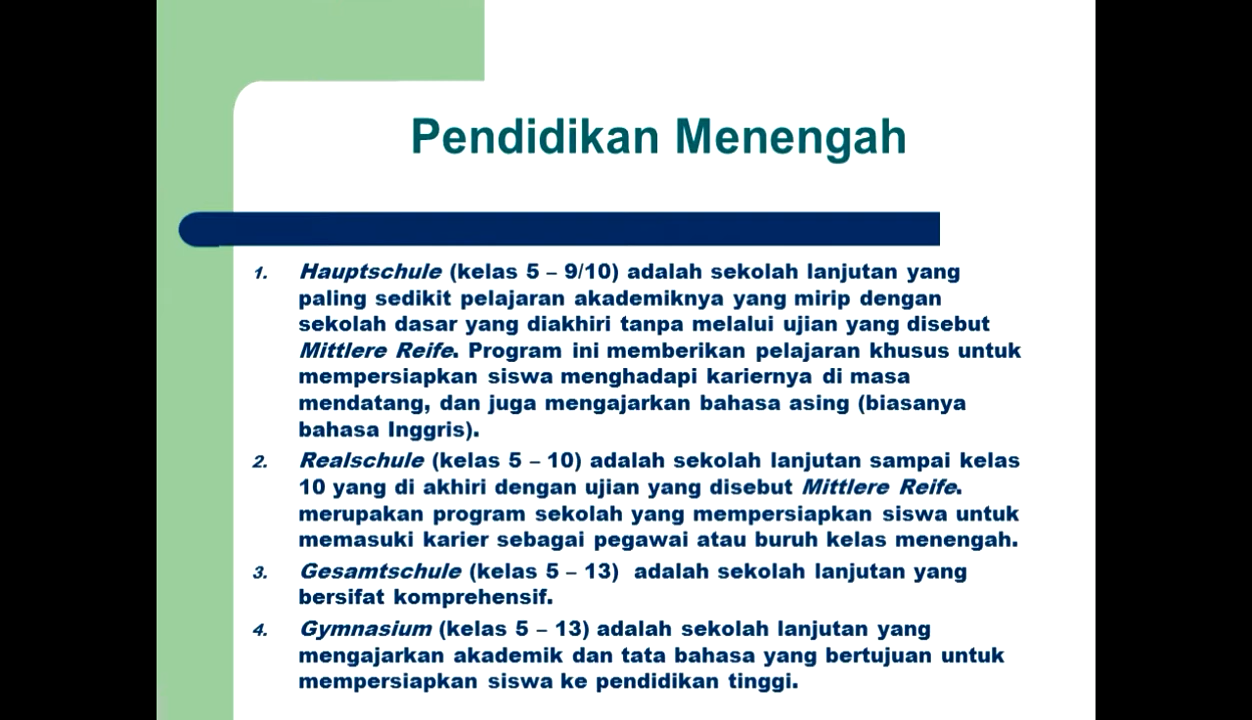 Pendidikan Menengah
1. Hauptschule (kelas 5 – 9/10) adalah sekolah lanjutan yang
paling sedikit pelajaran akademiknya yang mirip dengan
sekolah dasar yang diakhiri tanpa melalui ujian yang disebut
Mittlere Reife. Program ini memberikan pelajaran khusus untuk
mempersiapkan siswa menghadapi kariernya di masa
mendatang, dan juga mengajarkan bahasa asing (biasanya
bahasa Inggris).
2. Realschule (kelas 5 – 10) adalah sekolah lanjutan sampai kelas
10 yang di akhiri dengan ujian yang disebut Mittlere Reife.
merupakan program sekolah yang mempersiapkan siswa untuk
memasuki karier sebagai pegawai atau buruh kelas menengah.
3. Gesamtschule (kelas 5 – 13) adalah sekolah lanjutan yang
bersifat komprehensif.
4. Gymnasium (kelas 5 – 13) adalah sekolah lanjutan yang
mengajarkan akademik dan tata bahasa yang bertujuan untuk
mempersiapkan siswa ke pendidikan tinggi.